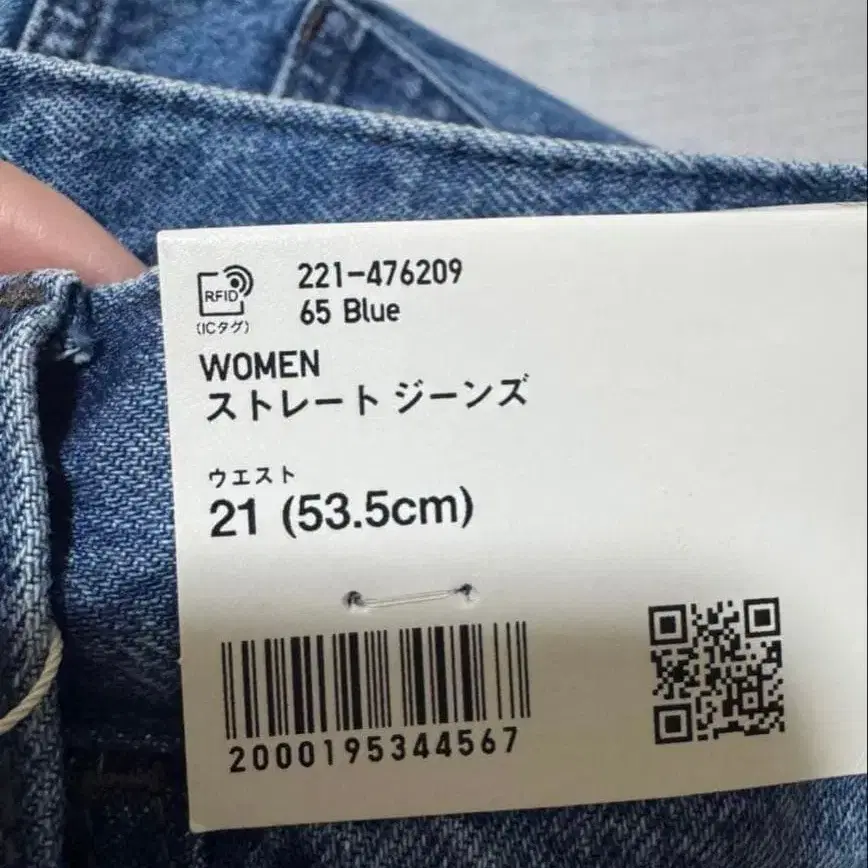 RFID
(ICタグ)
221-476209
65 Blue
WOMEN
ストレート ジーンズ
ウエスト
21 (53.5cm)
2000195344567